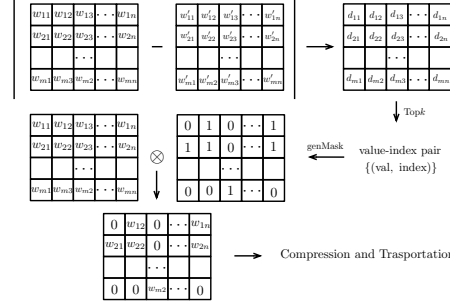 w11 w12 w13 ··· w1n w'11 w'12 w'13 ··· w'1n d11 d12 d13 ··· d1n
w21 w22 w23 ··· w2n − w'21 w'22 w'23 ··· w'2n d21 d22 d23 ··· d2n
··· ··· ···
wm1 wm3 wm2 ··· wmn w'm1 w'm2 w'm3 ··· w'mn dm1 dm2 dm3 ··· dmn
Topk
w11 w12 w13 ··· w1n 0 1 0 ··· 1 genMask
w21 w22 w23 ··· w2n ⊗ 1 1 0 ··· 1 value-index pair
··· ··· {(val, index)}
wm1 wm3 wm2 ··· wmn 0 0 1 ··· 0
0 w12 0 ··· w1n
w21 w22 0 ··· w2n Compression and Trasportation
···
0 0 wm2 ··· 0